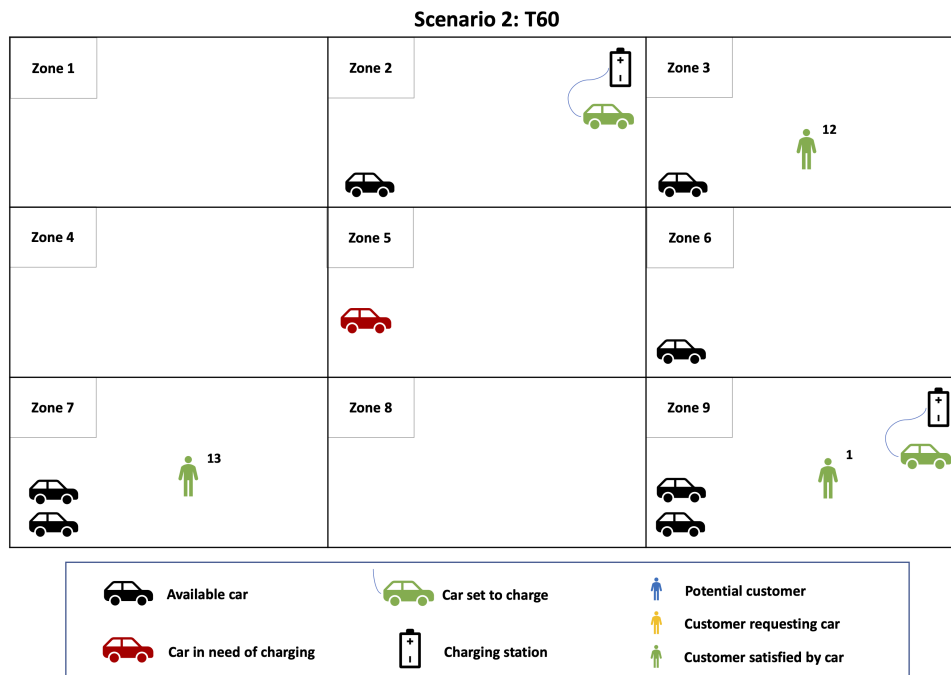 Scenario 2: T60
Zone 1
Zone 2
Zone 3
12
Zone 4
Zone 5
Zone 6
Zone 7
13
Zone 8
Zone 9
1
Available car
Car set to charge
Potential customer
Customer requesting car
Car in need of charging
Charging station
Customer satisfied by car